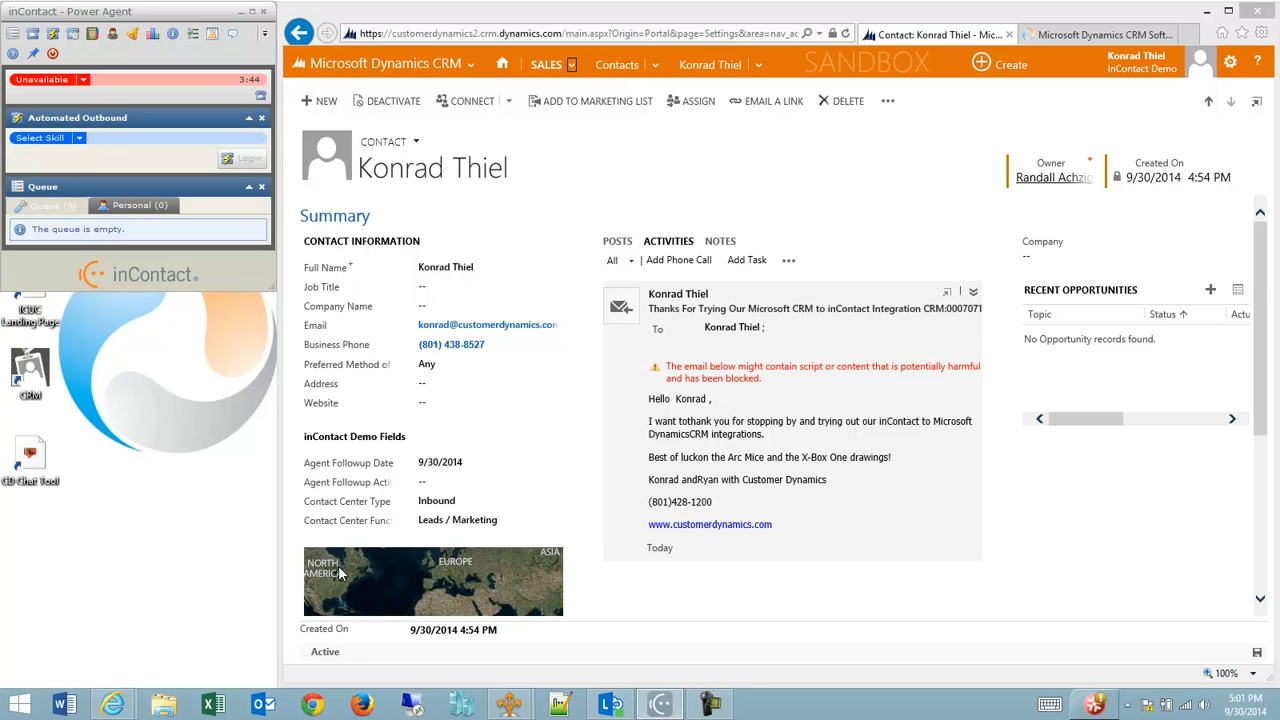 inContact - Power Agent
Unavailable
3:44
Automated Outbound
Select Skill
Login
Queue
Queue (0)
Personal (0)
The queue is empty.
inContact
ICUC
Landing Page
CRM
CD Chat Tool
https://customerdynamics2.crm.dynamics.com/main.aspx?Origin=Portal&page=Settings&area=nav_ac
Contact: Konrad Thiel - Mic...
Microsoft Dynamics CRM Soft...
Microsoft Dynamics CRM
SALES
Contacts
Konrad Thiel
SANDBOX
Create
Konrad Thiel
InContact Demo
?
NEW
DEACTIVATE
CONNECT
ADD TO MARKETING LIST
ASSIGN
EMAIL A LINK
DELETE
CONTACT
Konrad Thiel
Owner
Randall Achzig
Created On
9/30/2014 4:54 PM
Summary
CONTACT INFORMATION
Full Name * Konrad Thiel
Job Title --
Company Name --
Email konrad@customerdynamics.con
Business Phone (801) 438-8527
Preferred Method of Any
Address --
Website --
inContact Demo Fields
Agent Followup Date 9/30/2014
Agent Followup Acti --
Contact Center Type Inbound
Contact Center Func Leads / Marketing
NORTH
AMERIC
EUROPE
ASIA
POSTS
ACTIVITIES
NOTES
All
Add Phone Call
Add Task
Konrad Thiel
Thanks For Trying Our Microsoft CRM to inContact Integration CRM:0007071
To Konrad Thiel ;
The email below might contain script or content that is potentially harmful
and has been blocked.
Hello Konrad ,
I want tothank you for stopping by and trying out our inContact to Microsoft
DynamicsCRM integrations.
Best of luckon the Arc Mice and the X-Box One drawings!
Konrad andRyan with Customer Dynamics
(801)428-1200
www.customerdynamics.com
Today
Company
--
RECENT OPPORTUNITIES
Topic
Status
Actu
No Opportunity records found.
Created On 9/30/2014 4:54 PM
Active
100%
5:01 PM
9/30/2014